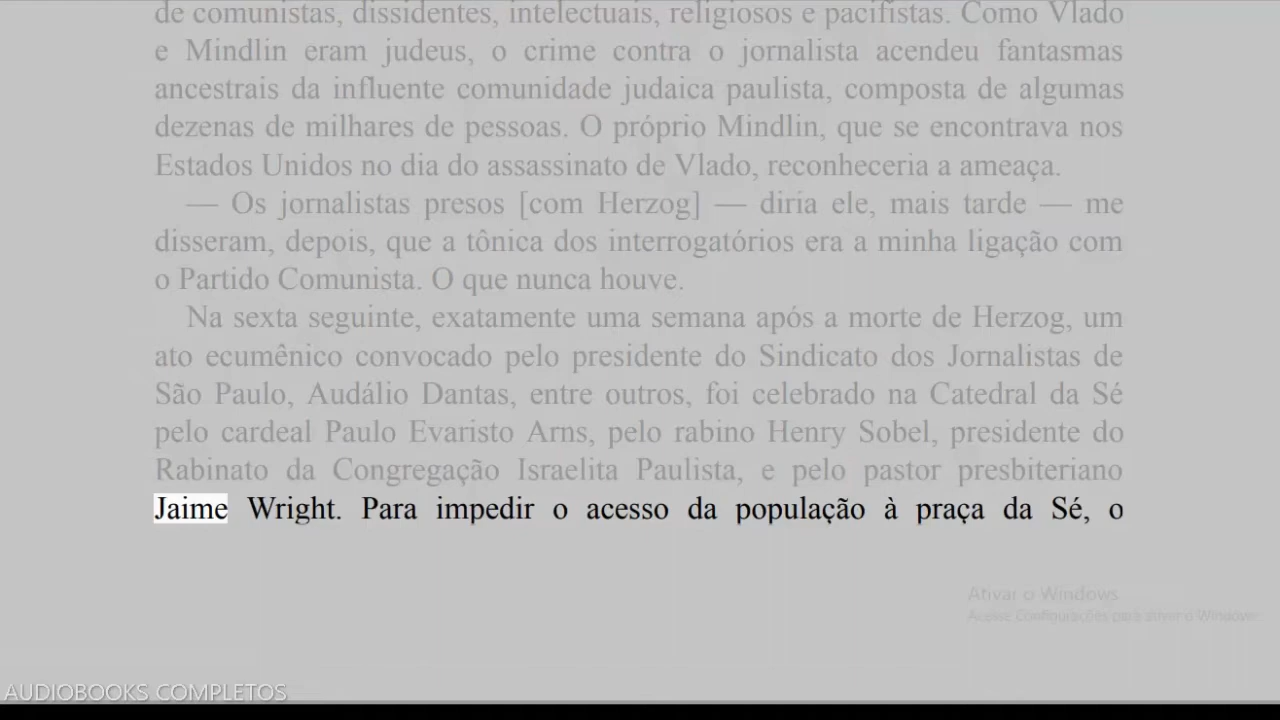 de comunistas, dissidentes, intelectuais, religiosos e pacifistas. Como Vlado
e Mindlin eram judeus, o crime contra o jornalista acendeu fantasmas
ancestrais da influente comunidade judaica paulista, composta de algumas
dezenas de milhares de pessoas. O próprio Mindlin, que se encontrava nos
Estados Unidos no dia do assassinato de Vlado, reconheceria a ameaça.
— Os jornalistas presos [com Herzog] — diria ele, mais tarde — me
disseram, depois, que a tônica dos interrogatórios era a minha ligação com
o Partido Comunista. O que nunca houve.
Na sexta seguinte, exatamente uma semana após a morte de Herzog, um
ato ecumênico convocado pelo presidente do Sindicato dos Jornalistas de
São Paulo, Audálio Dantas, entre outros, foi celebrado na Catedral da Sé
pelo cardeal Paulo Evaristo Arns, pelo rabino Henry Sobel, presidente do
Rabinato da Congregação Israelita Paulista, e pelo pastor presbiteriano
Jaime Wright. Para impedir o acesso da população à praça da Sé, o
Ativar o Windows
Acesse Configurações para ativar o Windows.
AUDIOBOOKS COMPLETOS